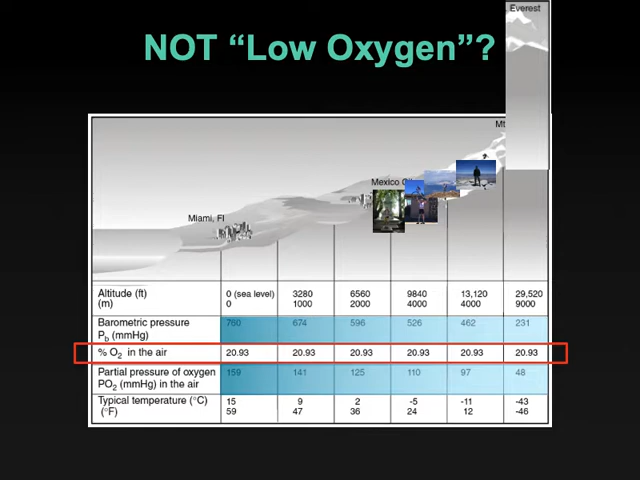 Everest
NOT “Low Oxygen”?
Mt
Mexico
Miami, Fl
Altitude (ft) 0 (sea level) 3280 6560 9840 13,120 29,520
(m) 0 1000 2000 4000 4000 9000
Barometric pressure 760 674 596 526 462 231
Pb (mmHg)
% O2 in the air 20.93 20.93 20.93 20.93 20.93 20.93
Partial pressure of oxygen 159 141 125 110 97 48
PO2 (mmHg) in the air
Typical temperature (°C) 15 9 2 -5 -11 -43
(°F) 59 47 36 24 12 -46